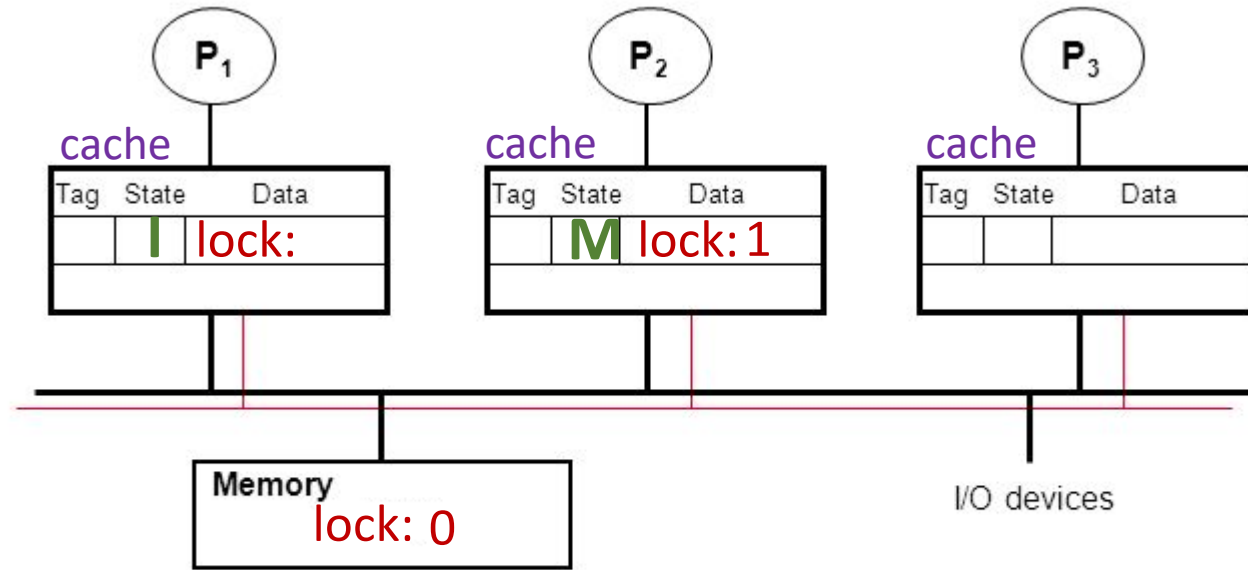 P1 P2 P3
cache cache cache
Tag State Data Tag State Data Tag State Data
I lock: M lock: 1
Memory
lock: 0
I/O devices